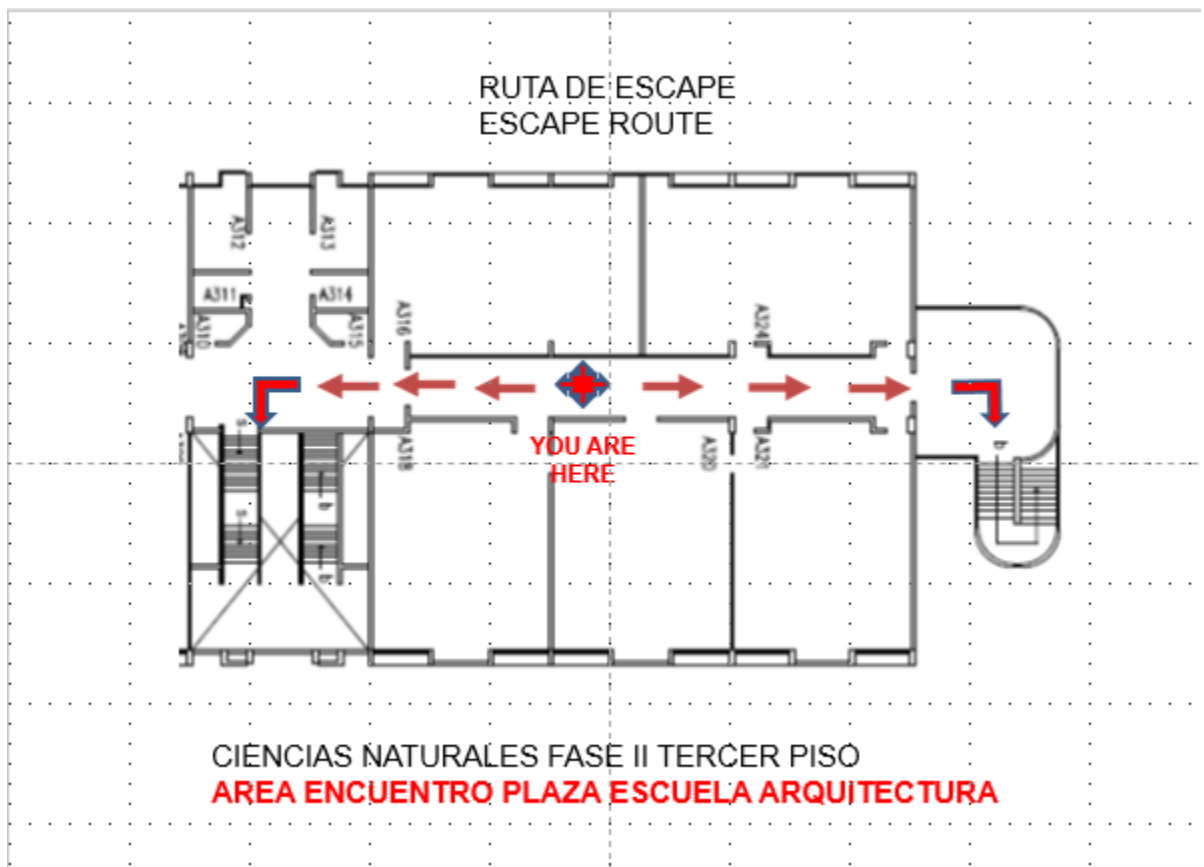 RUTA DE ESCAPE
ESCAPE ROUTE
A312
A313
A311
A314
A310
A315
A316
A324
YOU ARE
HERE
A318
A320
A321
s
s
b
b
b
CIENCIAS NATURALES FASE II TERCER PISO
AREA ENCUENTRO PLAZA ESCUELA ARQUITECTURA